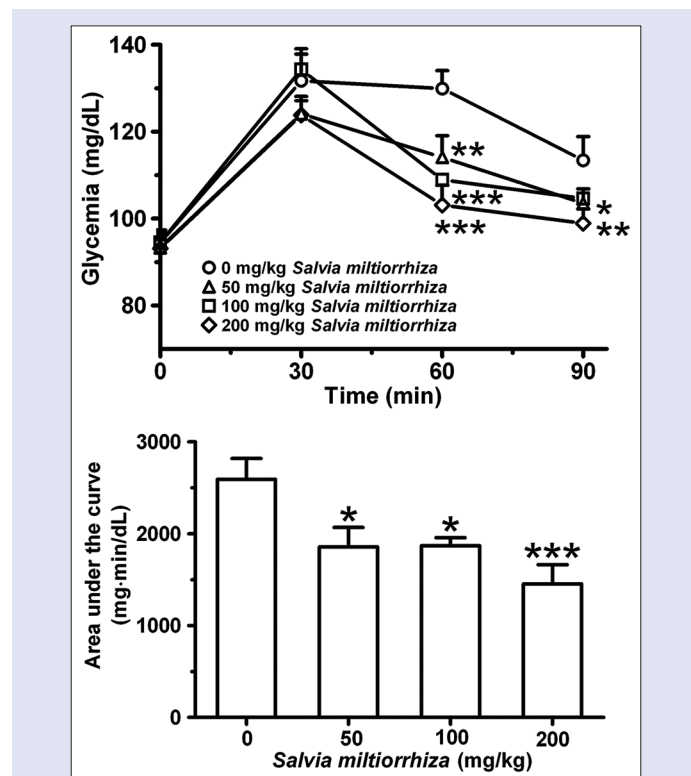 140
120
100
80
Glycemia (mg/dL)
**
***
***
*
**
0 mg/kg Salvia miltiorrhiza
50 mg/kg Salvia miltiorrhiza
100 mg/kg Salvia miltiorrhiza
200 mg/kg Salvia miltiorrhiza
0 30 60 90
Time (min)
3000
2000
1000
0
Area under the curve
(mg·min/dL)
*
*
***
0 50 100 200
Salvia miltiorrhiza (mg/kg)